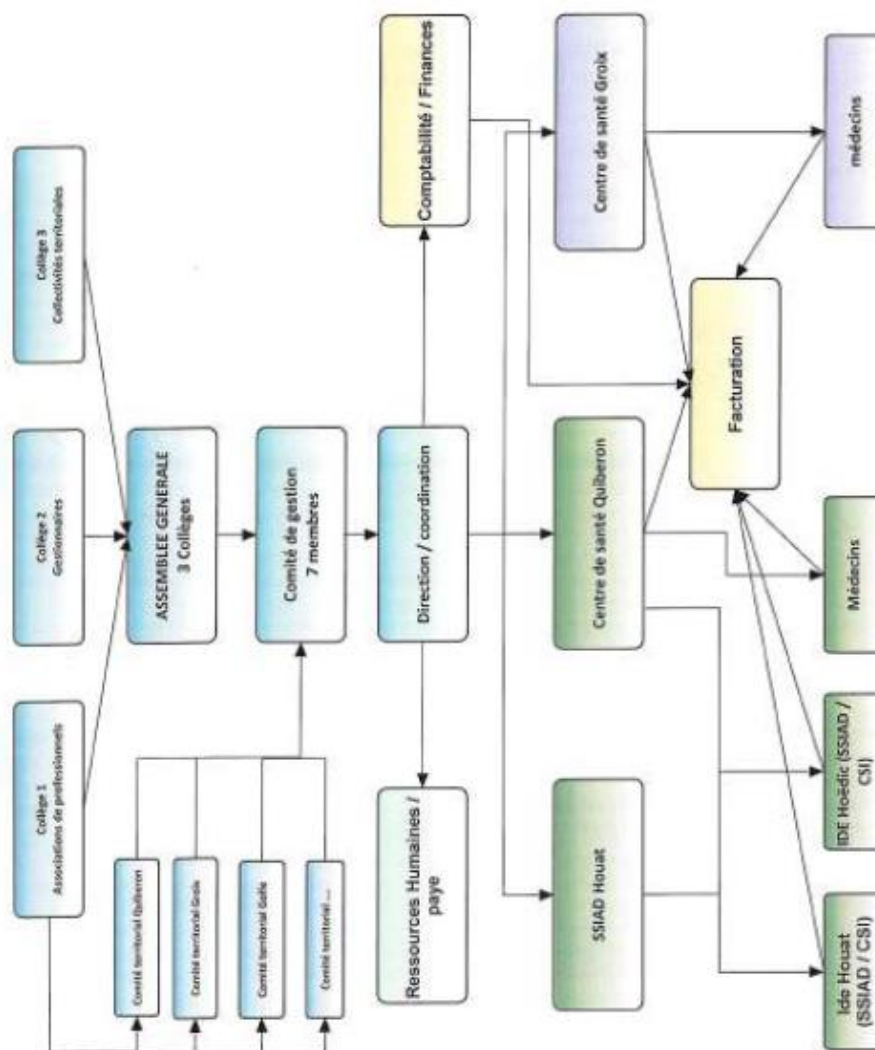 Collège 1
Associations de professionnels
Collège 2
Gestionnaires
Collège 3
Collectivités territoriales
ASSEMBLEE GENERALE
3 Collèges
Comité territorial Quiberon
Comité territorial Groix
Comité territorial Golfe
Comité territorial ...
Comité de gestion
7 membres
Ressources Humaines /
paye
Direction / coordination
Comptabilité / Finances
SSIAD Houat
Centre de santé Quiberon
Centre de santé Groix
Facturation
Ide Houat
(SSIAD / CSI)
IDE Hoëdic (SSIAD /
CSI)
Médecins
médecins